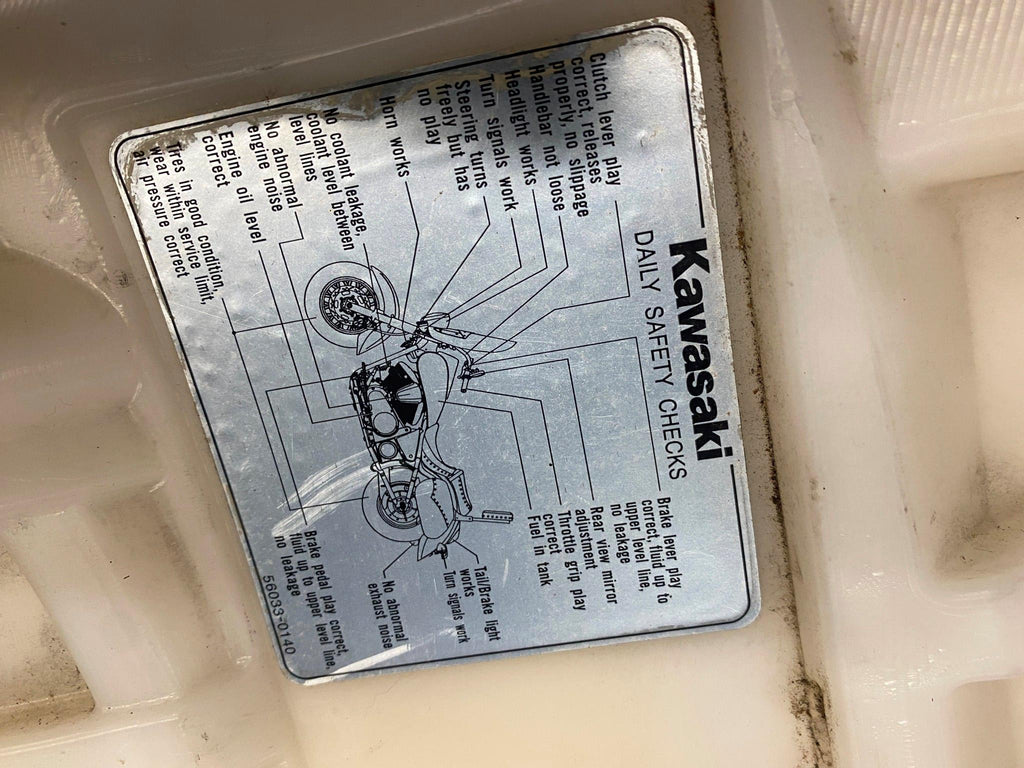 Kawasaki
DAILY SAFETY CHECKS
Clutch lever play
correct, releases
properly, no slippage
Handlebar not loose
Headlight works
Turn signals work
Steering turns
freely but has
no play
Horn works
No coolant leakage,
coolant level between
level lines
No abnormal
engine noise
Engine oil level
correct
Tires in good condition,
wear within service limit,
air pressure correct
Brake lever play
correct, fluid up to
upper level line,
no leakage
Rear view mirror
adjustment
Throttle grip play
correct
Fuel in tank
Tail/Brake light
works
Turn signals work
No abnormal
exhaust noise
Brake pedal play correct,
fluid up to upper level line,
no leakage
56033-0140